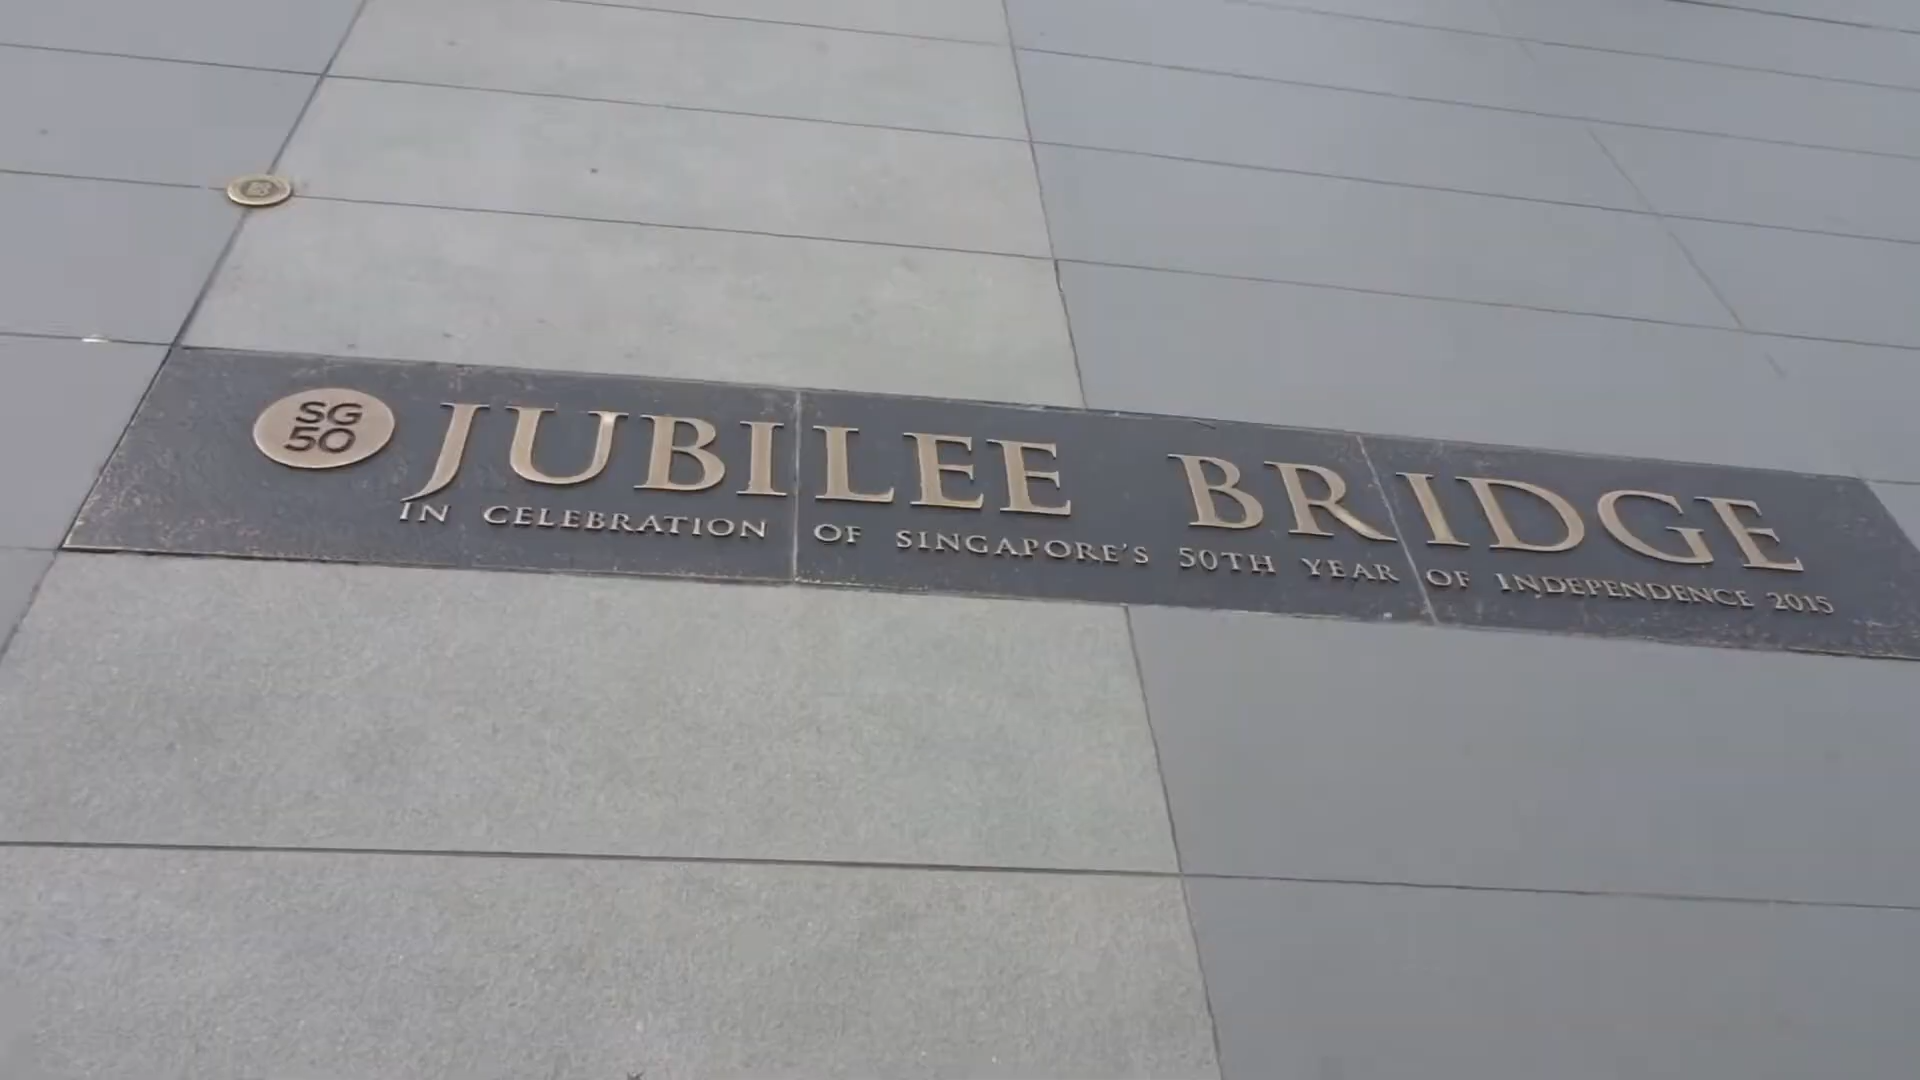 SG
50
JUBILEE BRIDGE
IN CELEBRATION OF SINGAPORE'S 50TH YEAR OF INDEPENDENCE 2015